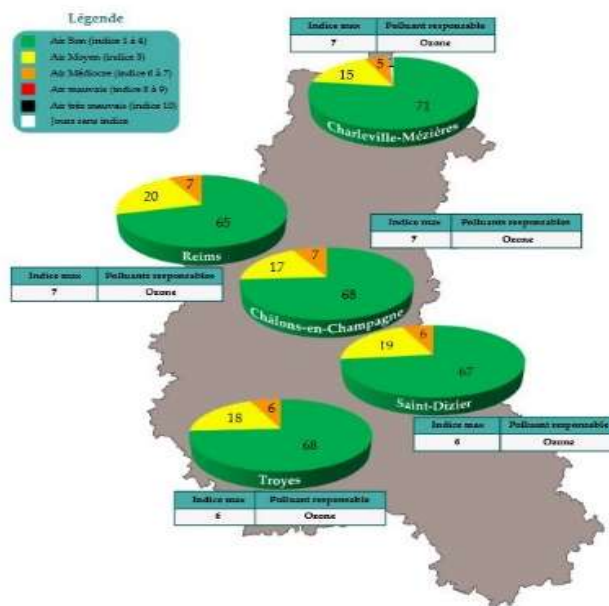 Légende
Air Bon (indice 1 à 4)
Air Moyen (indice 5)
Air Médiocre (indice 6 à 7)
Air mauvais (indice 8 à 9)
Air très mauvais (indice 10)
Jours sans indice
Indice max Polluant responsable
7 Ozone
15 5 1
71
Charleville-Mézières
20 7
65
Reims
Indice max Polluants responsables
7 Ozone
Indice max Polluants responsables
7 Ozone
17 7
68
Châlons-en-Champagne
19 6
67
Saint-Dizier
Indice max Polluant responsable
6 Ozone
18 6
68
Troyes
Indice max Polluant responsable
6 Ozone